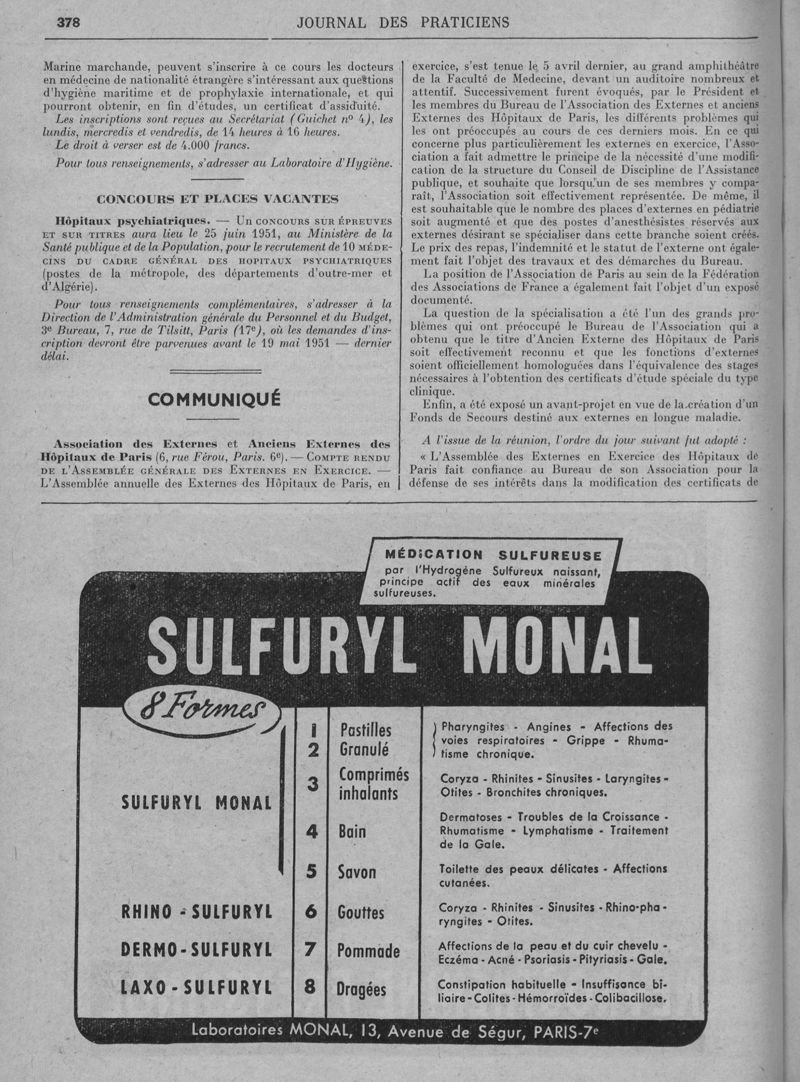 378
JOURNAL DES PRATICIENS
Marine marchande, peuvent s'inscrire à ce cours les docteurs
en médecine de nationalité étrangère s'intéressant aux questions
d'hygiène maritime et de prophylaxie internationale, et qui
pourront obtenir, en fin d'études, un certificat d'assiduité.
Les inscriptions sont reçues au Secrétariat (Guichet nº 4), les
lundis, mercredis et vendredis, de 14 heures à 16 heures.
Le droit à verser est de 4.000 francs.
Pour tous renseignements, s'adresser au Laboratoire d'Hygiène.
CONCOURS ET PLACES VACANTES
Hôpitaux psychiatriques. — UN CONCOURS SUR ÉPREUVES
ET SUR TITRES aura lieu le 25 juin 1951, au Ministère de la
Santé publique et de la Population, pour le recrutement de 10 MÉDE-
CINS DU CADRE GÉNÉRAL DES HOPITAUX PSYCHIATRIQUES
(postes de la métropole, des départements d'outre-mer et
d'Algérie).
Pour tous renseignements complémentaires, s'adresser à la
Direction de l'Administration générale du Personnel et du Budget,
3e Bureau, 7, rue de Tilsitt, Paris (17e), où les demandes d'ins-
cription devront être parvenues avant le 19 mai 1951 — dernier
délai.
COMMUNIQUÉ
Association des Externes et Anciens Externes des
Hôpitaux de Paris (6, rue Férou, Paris. 6e). — COMPTE RENDU
DE L'ASSEMBLÉE GÉNÉRALE DES EXTERNES EN EXERCICE. —
L'Assemblée annuelle des Externes des Hôpitaux de Paris, en
exercice, s'est tenue le 5 avril dernier, au grand amphithéâtre
de la Faculté de Medecine, devant un auditoire nombreux et
attentif. Successivement furent évoqués, par le Président et
les membres du Bureau de l'Association des Externes et anciens
Externes des Hôpitaux de Paris, les différents problèmes qui
les ont préoccupés au cours de ces derniers mois. En ce qui
concerne plus particulièrement les externes en exercice, l'Asso-
ciation a fait admettre le principe de la nécessité d'une modifi-
cation de la structure du Conseil de Discipline de l'Assistance
publique, et souhaite que lorsqu'un de ses membres y compa-
raît, l'Association soit effectivement représentée. De même, il
est souhaitable que le nombre des places d'externes en pédiatrie
soit augmenté et que des postes d'anesthésistes réservés aux
externes désirant se spécialiser dans cette branche soient créés.
Le prix des repas, l'indemnité et le statut de l'externe ont égale-
ment fait l'objet des travaux et des démarches du Bureau.
La position de l'Association de Paris au sein de la Fédération
des Associations de France a également fait l'objet d'un exposé
documenté.
La question de la spécialisation a été l'un des grands pro-
blèmes qui ont préoccupé le Bureau de l'Association qui a
obtenu que le titre d'Ancien Externe des Hôpitaux de Paris
soit effectivement reconnu et que les fonctions d'externes
soient officiellement homologuées dans l'équivalence des stages
nécessaires à l'obtention des certificats d'étude spéciale du type
clinique.
Enfin, a été exposé un avant-projet en vue de la création d'un
Fonds de Secours destiné aux externes en longue maladie.
A l'issue de la réunion, l'ordre du jour suivant fut adopté :
« L'Assemblée des Externes en Exercice des Hôpitaux de
Paris fait confiance au Bureau de son Association pour la
défense de ses intérêts dans la modification des certificats de
MÉDICATION SULFUREUSE
par l'Hydrogène Sulfureux naissant,
principe actif des eaux minérales
sulfureuses.
SULFURYL MONAL
8 Formes
SULFURYL MONAL
1 Pastilles
2 Granulé
Pharyngites - Angines - Affections des
voies respiratoires - Grippe - Rhuma-
tisme chronique.
3 Comprimés
inhalants
Coryza - Rhinites - Sinusites - Laryngites -
Otites - Bronchites chroniques.
4 Bain
Dermatoses - Troubles de la Croissance -
Rhumatisme - Lymphatisme - Traitement
de la Gale.
5 Savon
Toilette des peaux délicates - Affections
cutanées.
RHINO - SULFURYL 6 Gouttes
Coryza - Rhinites - Sinusites - Rhino-pha-
ryngites - Otites.
DERMO - SULFURYL 7 Pommade
Affections de la peau et du cuir chevelu -
Eczéma - Acné - Psoriasis - Pityriasis - Gale.
LAXO - SULFURYL 8 Dragées
Constipation habituelle - Insuffisance bi-
liaire - Colites - Hémorroïdes - Colibacillose.
Laboratoires MONAL, 13, Avenue de Ségur, PARIS-7e